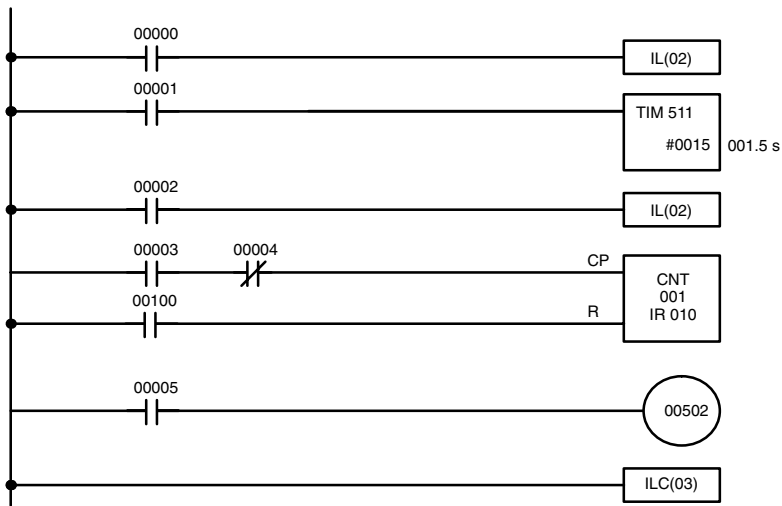 00000
IL(02)
00001
TIM 511
#0015 001.5 s
00002
IL(02)
00003 00004
CP
CNT
001
IR 010
00100
R
00005
00502
ILC(03)